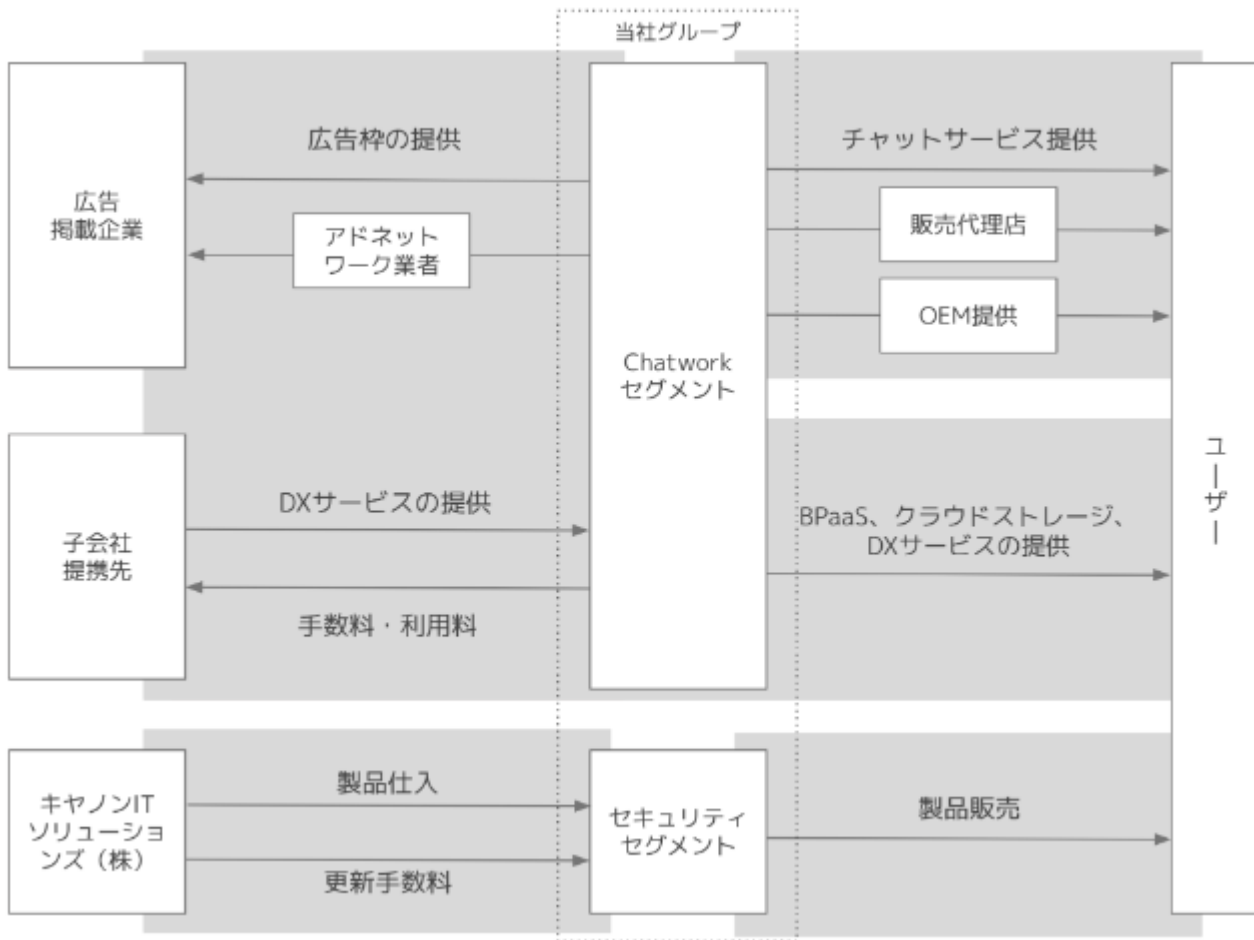 当社グループ
広告枠の提供
チャットサービス提供
広告
掲載企業
アドネット
ワーク業者
販売代理店
OEM提供
Chatwork
セグメント
ユーザー
DXサービスの提供
BPaaS、クラウドストレージ、
DXサービスの提供
子会社
提携先
手数料・利用料
製品仕入
キヤノンIT
ソリューショ
ンズ（株）
セキュリティ
セグメント
製品販売
更新手数料